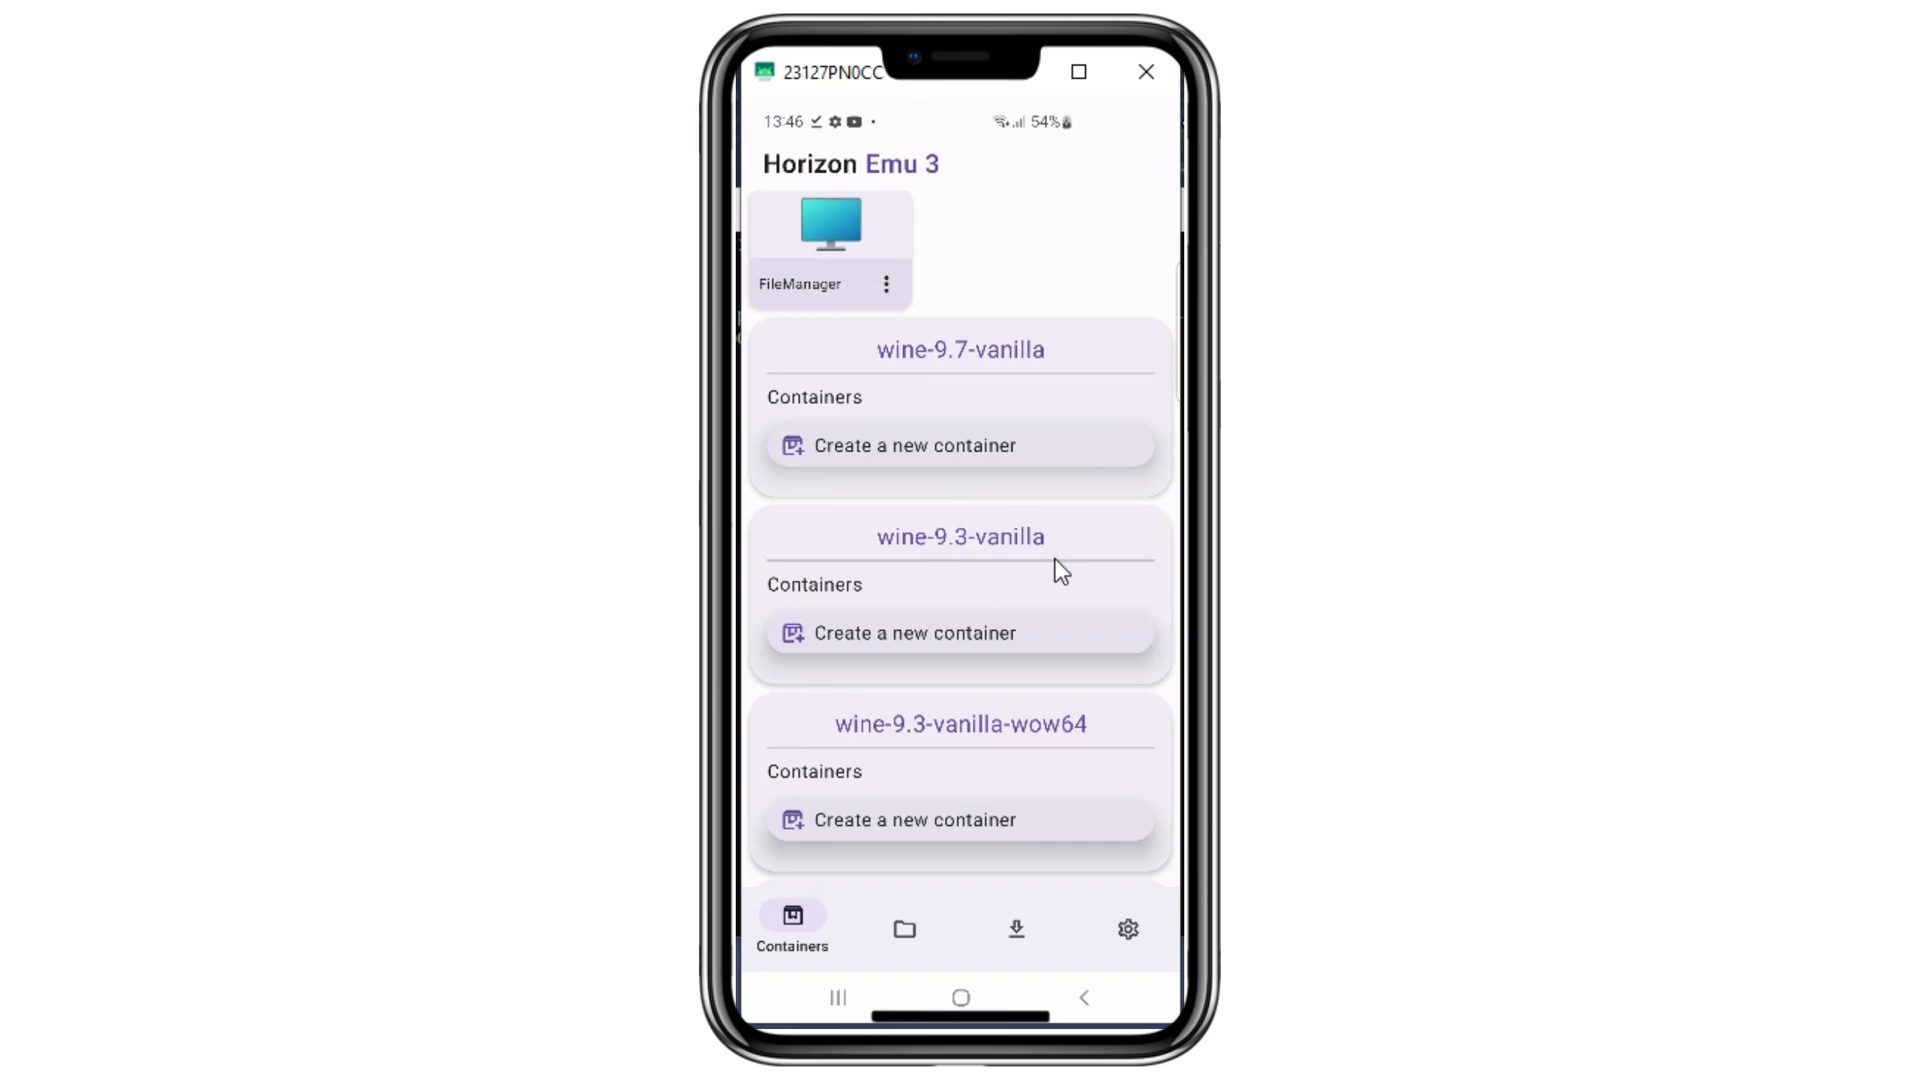 23127PN0CC
13:46
54%
Horizon Emu 3
FileManager
wine-9.7-vanilla
Containers
Create a new container
wine-9.3-vanilla
Containers
Create a new container
wine-9.3-vanilla-wow64
Containers
Create a new container
Containers